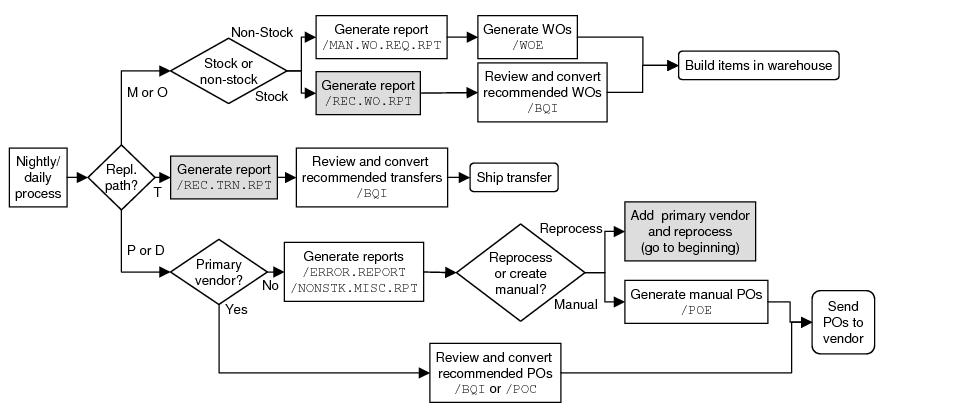 Non-Stock
Generate report
/MAN.WO.REQ.RPT
Generate WOs
/WOE
Stock or
non-stock
Build items in warehouse
M or O
Stock
Generate report
/REC.WO.RPT
Review and convert
recommended WOs
/BQI
Nightly/
daily
process
Repl.
path?
T
Generate report
/REC.TRN.RPT
Review and convert
recommended transfers
/BQI
Ship transfer
P or D
Primary
vendor?
No
Yes
Generate reports
/ERROR.REPORT
/NONSTK.MISC.RPT
Reprocess
or create
manual?
Reprocess
Add primary vendor
and reprocess
(go to beginning)
Manual
Generate manual POs
/POE
Send
POs to
vendor
Review and convert
recommended POs
/BQI or /POC